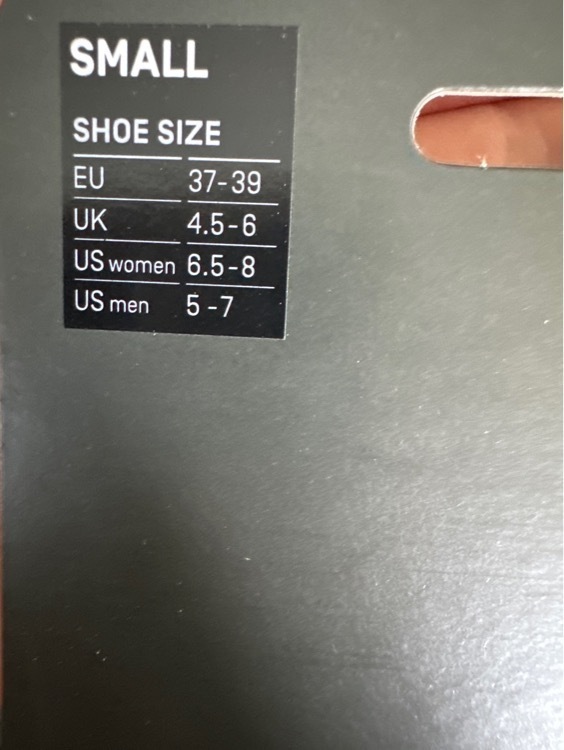 SMALL
SHOE SIZE
EU 37-39
UK 4.5-6
US women 6.5-8
US men 5 -7